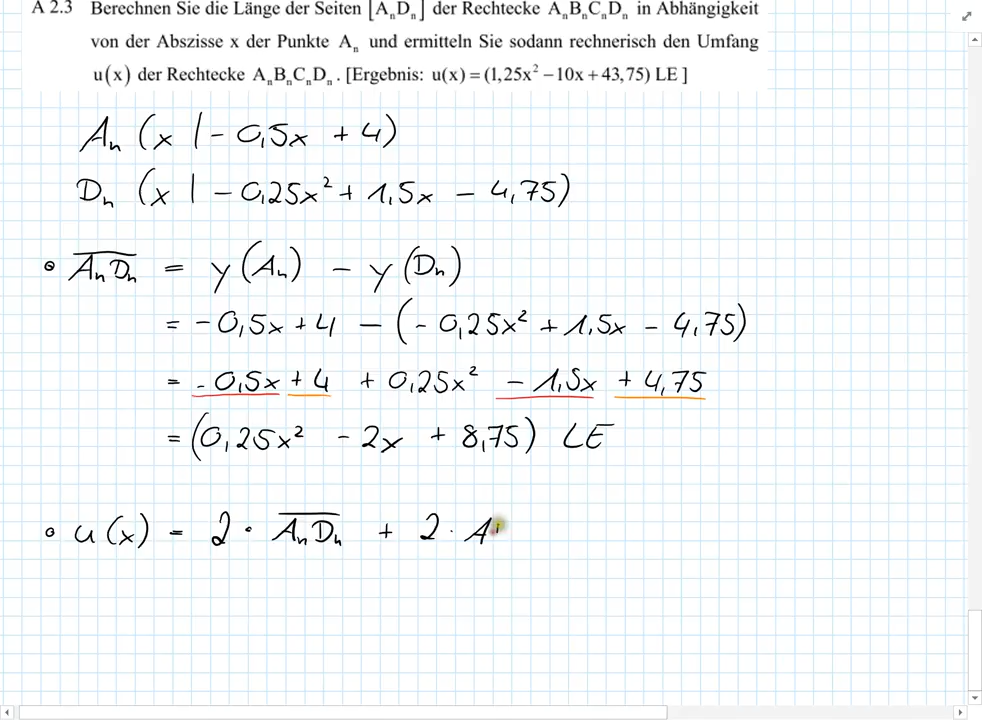 A 2.3 Berechnen Sie die Länge der Seiten [AₙDₙ] der Rechtecke AₙBₙCₙDₙ in Abhängigkeit
von der Abszisse x der Punkte Aₙ und ermitteln Sie sodann rechnerisch den Umfang
u(x) der Rechtecke AₙBₙCₙDₙ. [Ergebnis: u(x) = (1,25x² − 10x + 43,75) LE ]
Aₙ (x | − 0,5x + 4)
Dₙ (x | − 0,25x² + 1,5x − 4,75)
∘ A̅ₙD̅ₙ = y(Aₙ) − y(Dₙ)
= −0,5x + 4 − (− 0,25x² + 1,5x − 4,75)
= − 0,5x + 4 + 0,25x² − 1,5x + 4,75
= (0,25x² − 2x + 8,75) LE
∘ u(x) = 2 · A̅ₙD̅ₙ + 2 · A